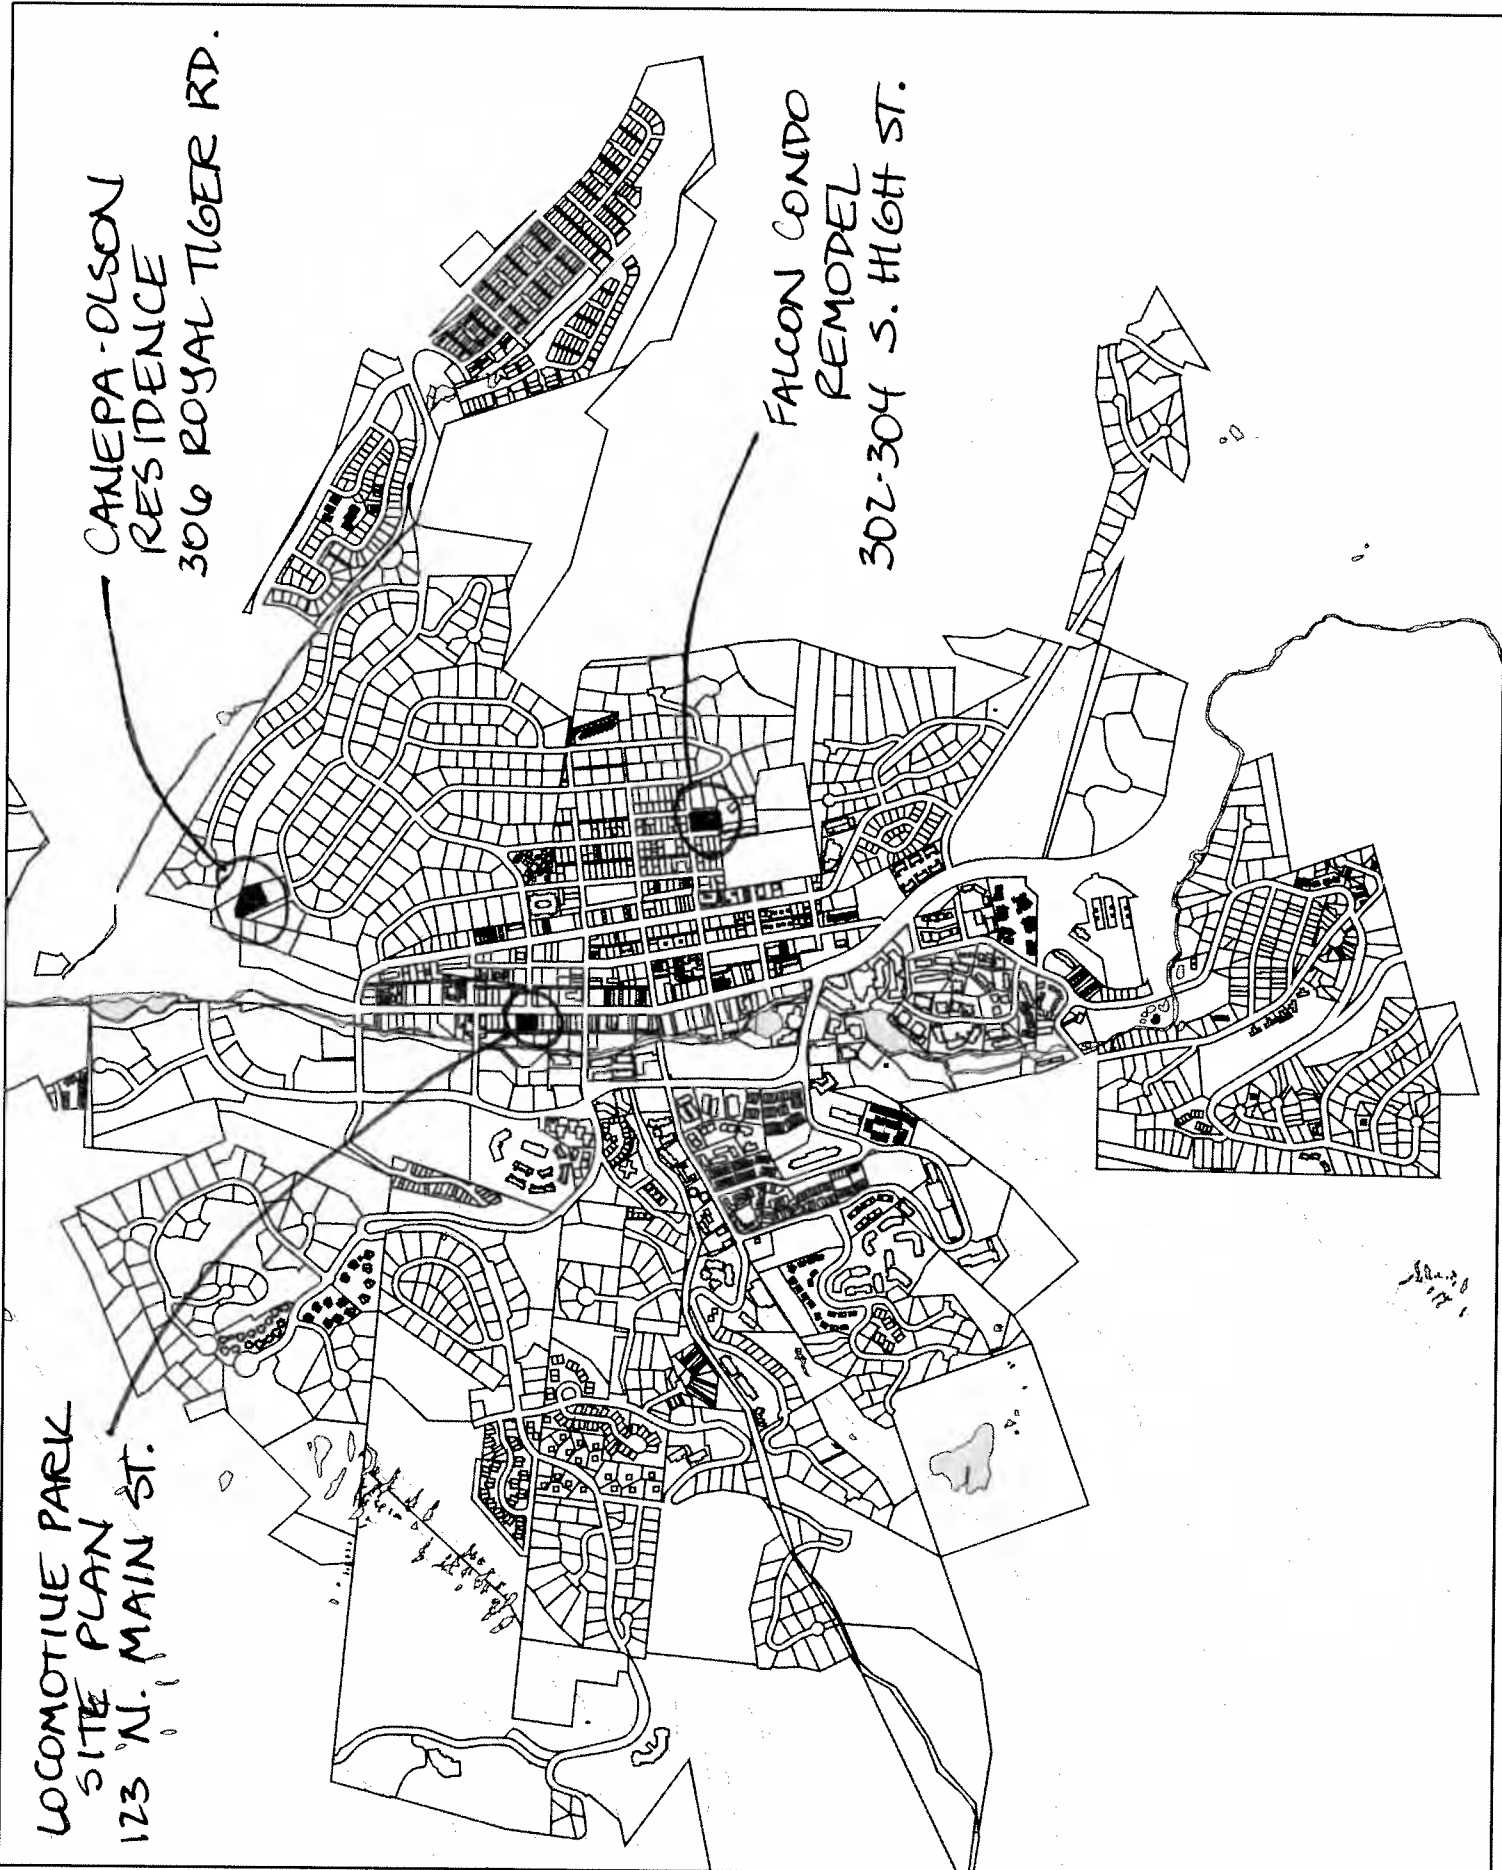 CANEPA-OLSON
RESIDENCE
306 ROYAL TIGER RD.
FALCON CONDO
REMODEL
302-304 S. HIGH ST.
LOCOMOTIVE PARK
SITE PLAN
123 N. MAIN ST.